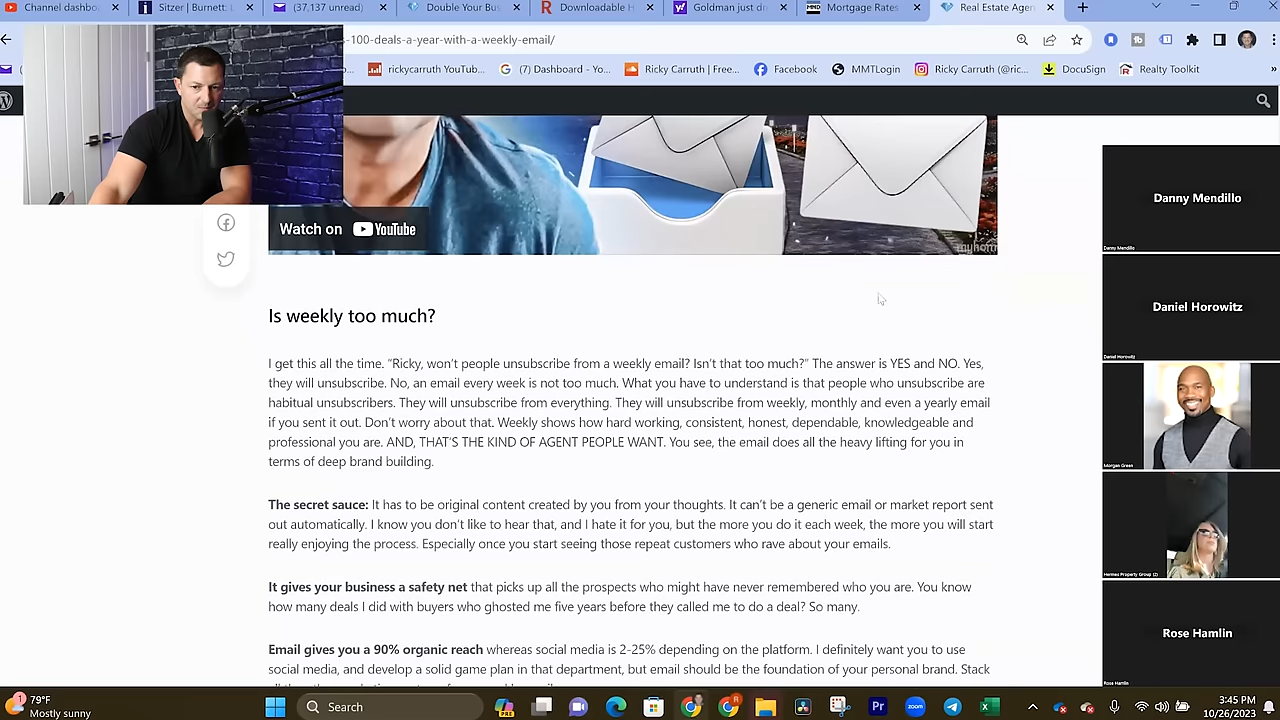 Channel dashbo
Sitzer | Burnett: L
(37,137 unread)
Double Your Bu
Downloadable H
Gunman just di
Mortgage Rates
Real Estate Agen
-100-deals-a-year-with-a-weekly-email/
(7) Dashboard
Facebook
Realty
Watch on YouTube
Is weekly too much?
I get this all the time. “Ricky, won’t people unsubscribe from a weekly email? Isn’t that too much?” The answer is YES and NO. Yes,
they will unsubscribe. No, an email every week is not too much. What you have to understand is that people who unsubscribe are
habitual unsubscribers. They will unsubscribe from everything. They will unsubscribe from weekly, monthly and even a yearly email
if you sent it out. Don’t worry about that. Weekly shows how hard working, consistent, honest, dependable, knowledgeable and
professional you are. AND, THAT’S THE KIND OF AGENT PEOPLE WANT. You see, the email does all the heavy lifting for you in
terms of deep brand building.
The secret sauce: It has to be original content created by you from your thoughts. It can’t be a generic email or market report sent
out automatically. I know you don’t like to hear that, and I hate it for you, but the more you do it each week, the more you will start
really enjoying the process. Especially once you start seeing those repeat customers who rave about your emails.
It gives your business a safety net that picks up all the prospects who might have never remembered who you are. You know
how many deals I did with buyers who ghosted me five years before they called me to do a deal? So many.
Email gives you a 90% organic reach whereas social media is 2-25% depending on the platform. I definitely want you to use
social media, and develop a solid game plan in that department, but email should be the foundation of your personal brand. Stack
Danny Mendillo
Danny Mendillo
Daniel Horowitz
Daniel Horowitz
Morgan Green
Hermes Property Group (2)
Rose Hamlin
Rose Hamlin
79°F
Mostly sunny
Search
zoom
3:45 PM
10/26/2023